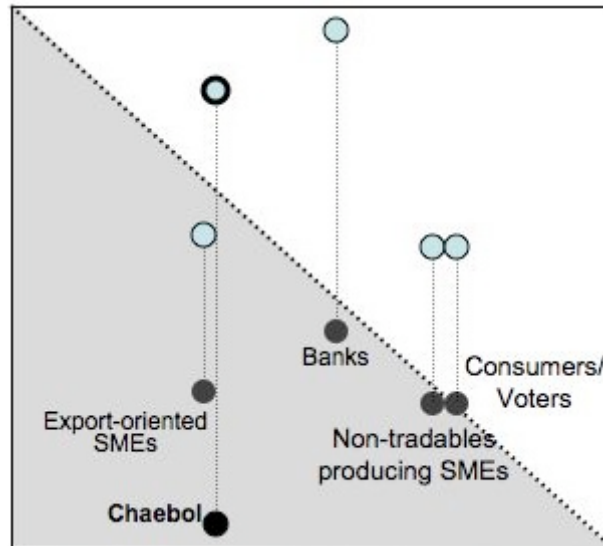 Banks
Consumers/
Voters
Export-oriented
SMEs
Non-tradables
producing SMEs
Chaebol